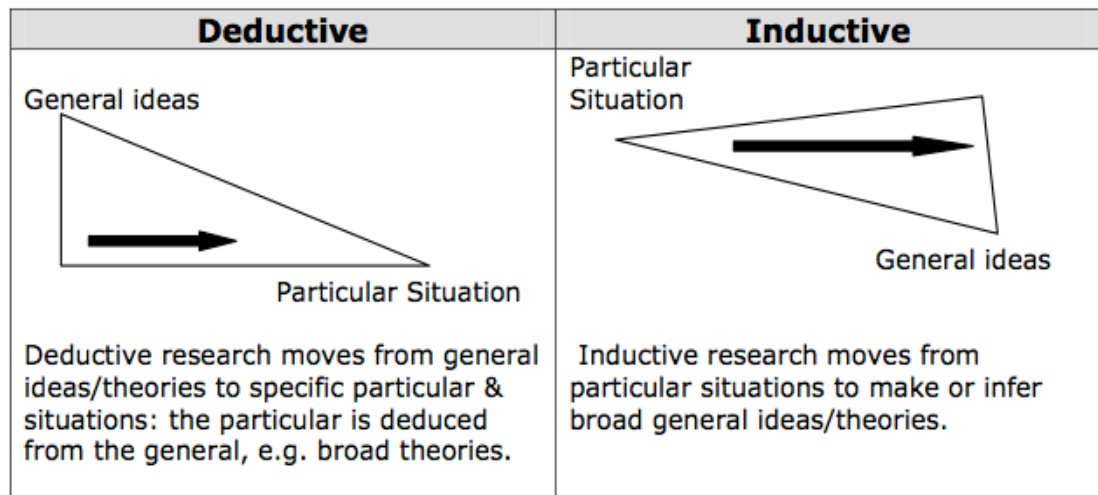 Deductive
Inductive
General ideas
Particular Situation
Deductive research moves from general
ideas/theories to specific particular &
situations: the particular is deduced
from the general, e.g. broad theories.
Particular
Situation
General ideas
Inductive research moves from
particular situations to make or infer
broad general ideas/theories.